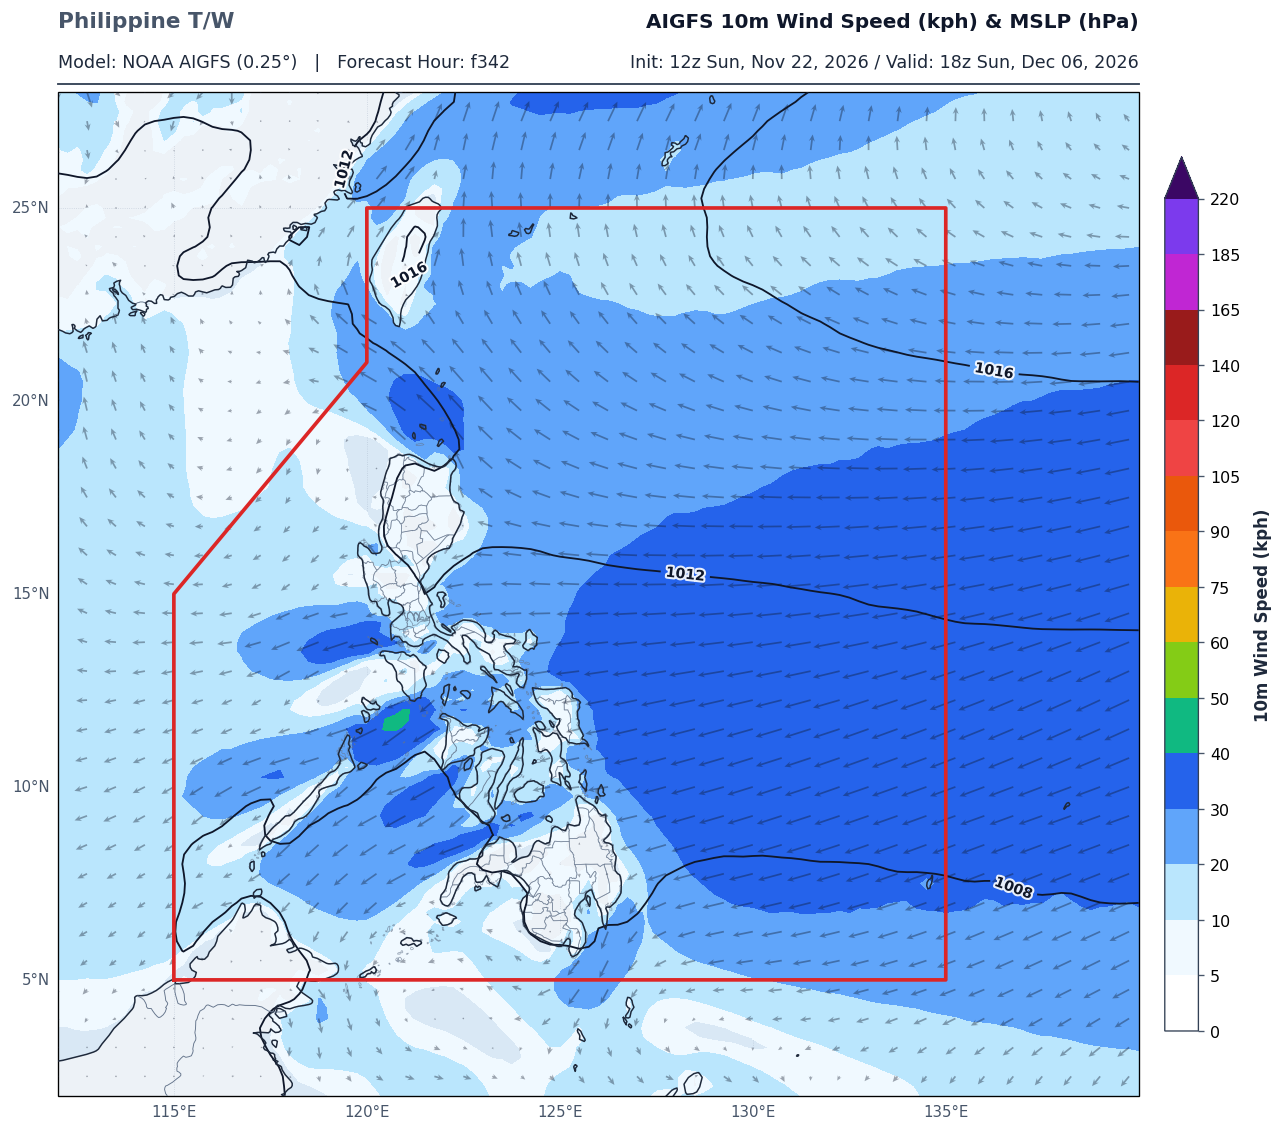 Philippine T/W
AIGFS 10m Wind Speed (kph) & MSLP (hPa)
Model: NOAA AIGFS (0.25°) | Forecast Hour: f342
Init: 12z Sun, Nov 22, 2026 / Valid: 18z Sun, Dec 06, 2026
1012
1016
1016
1012
1008
25°N
20°N
15°N
10°N
5°N
115°E
120°E
125°E
130°E
135°E
220
185
165
140
120
105
90
75
60
50
40
30
20
10
5
0
10m Wind Speed (kph)